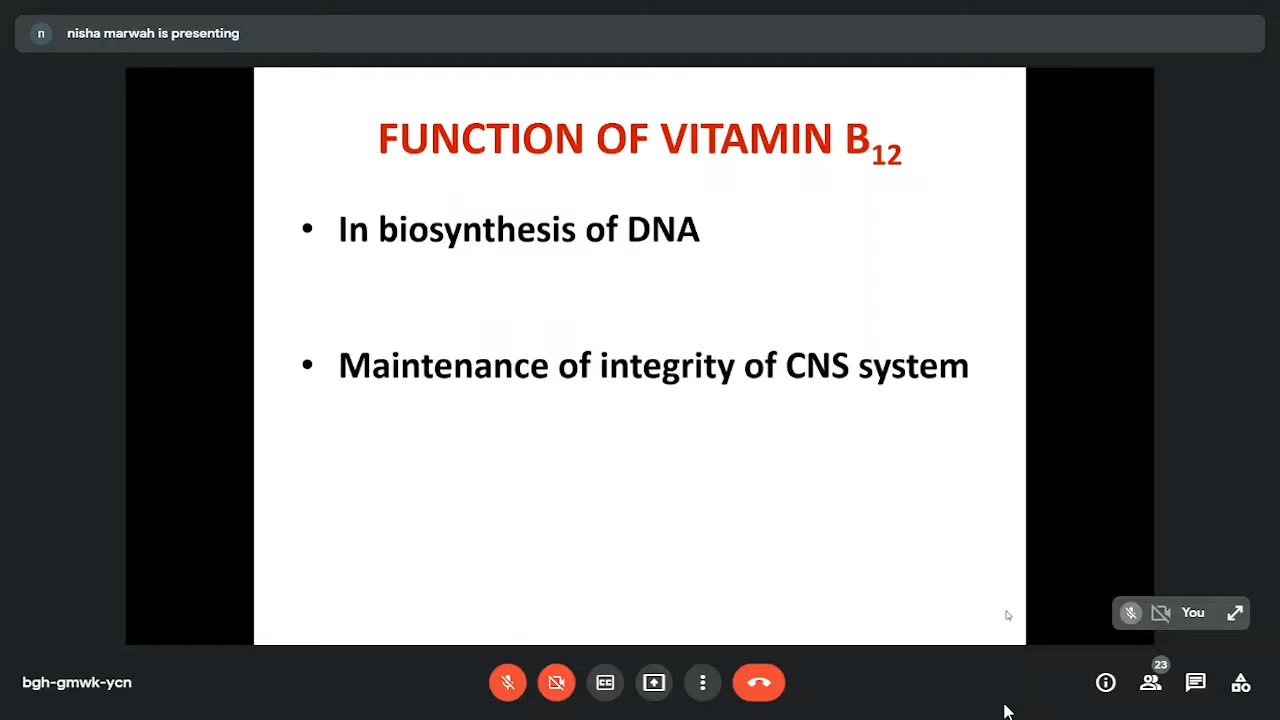 n nisha marwah is presenting
FUNCTION OF VITAMIN B12
• In biosynthesis of DNA
• Maintenance of integrity of CNS system
You
23
bgh-gmwk-ycn
CC